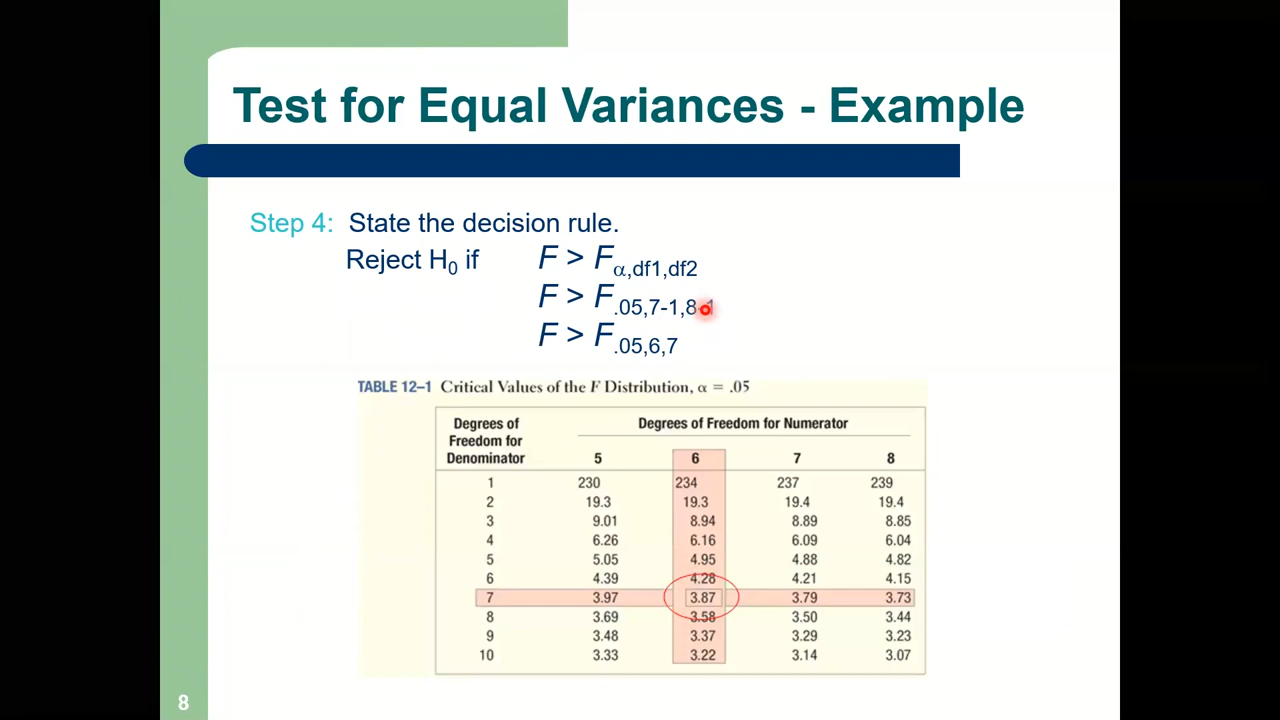 Test for Equal Variances - Example
Step 4: State the decision rule.
Reject H0 if F > Fα,df1,df2
F > F.05,7-1,8-1
F > F.05,6,7
TABLE 12–1 Critical Values of the F Distribution, α = .05
Degrees of Freedom for Denominator
Degrees of Freedom for Numerator
5 6 7 8
1 230 234 237 239
2 19.3 19.3 19.4 19.4
3 9.01 8.94 8.89 8.85
4 6.26 6.16 6.09 6.04
5 5.05 4.95 4.88 4.82
6 4.39 4.28 4.21 4.15
7 3.97 3.87 3.79 3.73
8 3.69 3.58 3.50 3.44
9 3.48 3.37 3.29 3.23
10 3.33 3.22 3.14 3.07
8